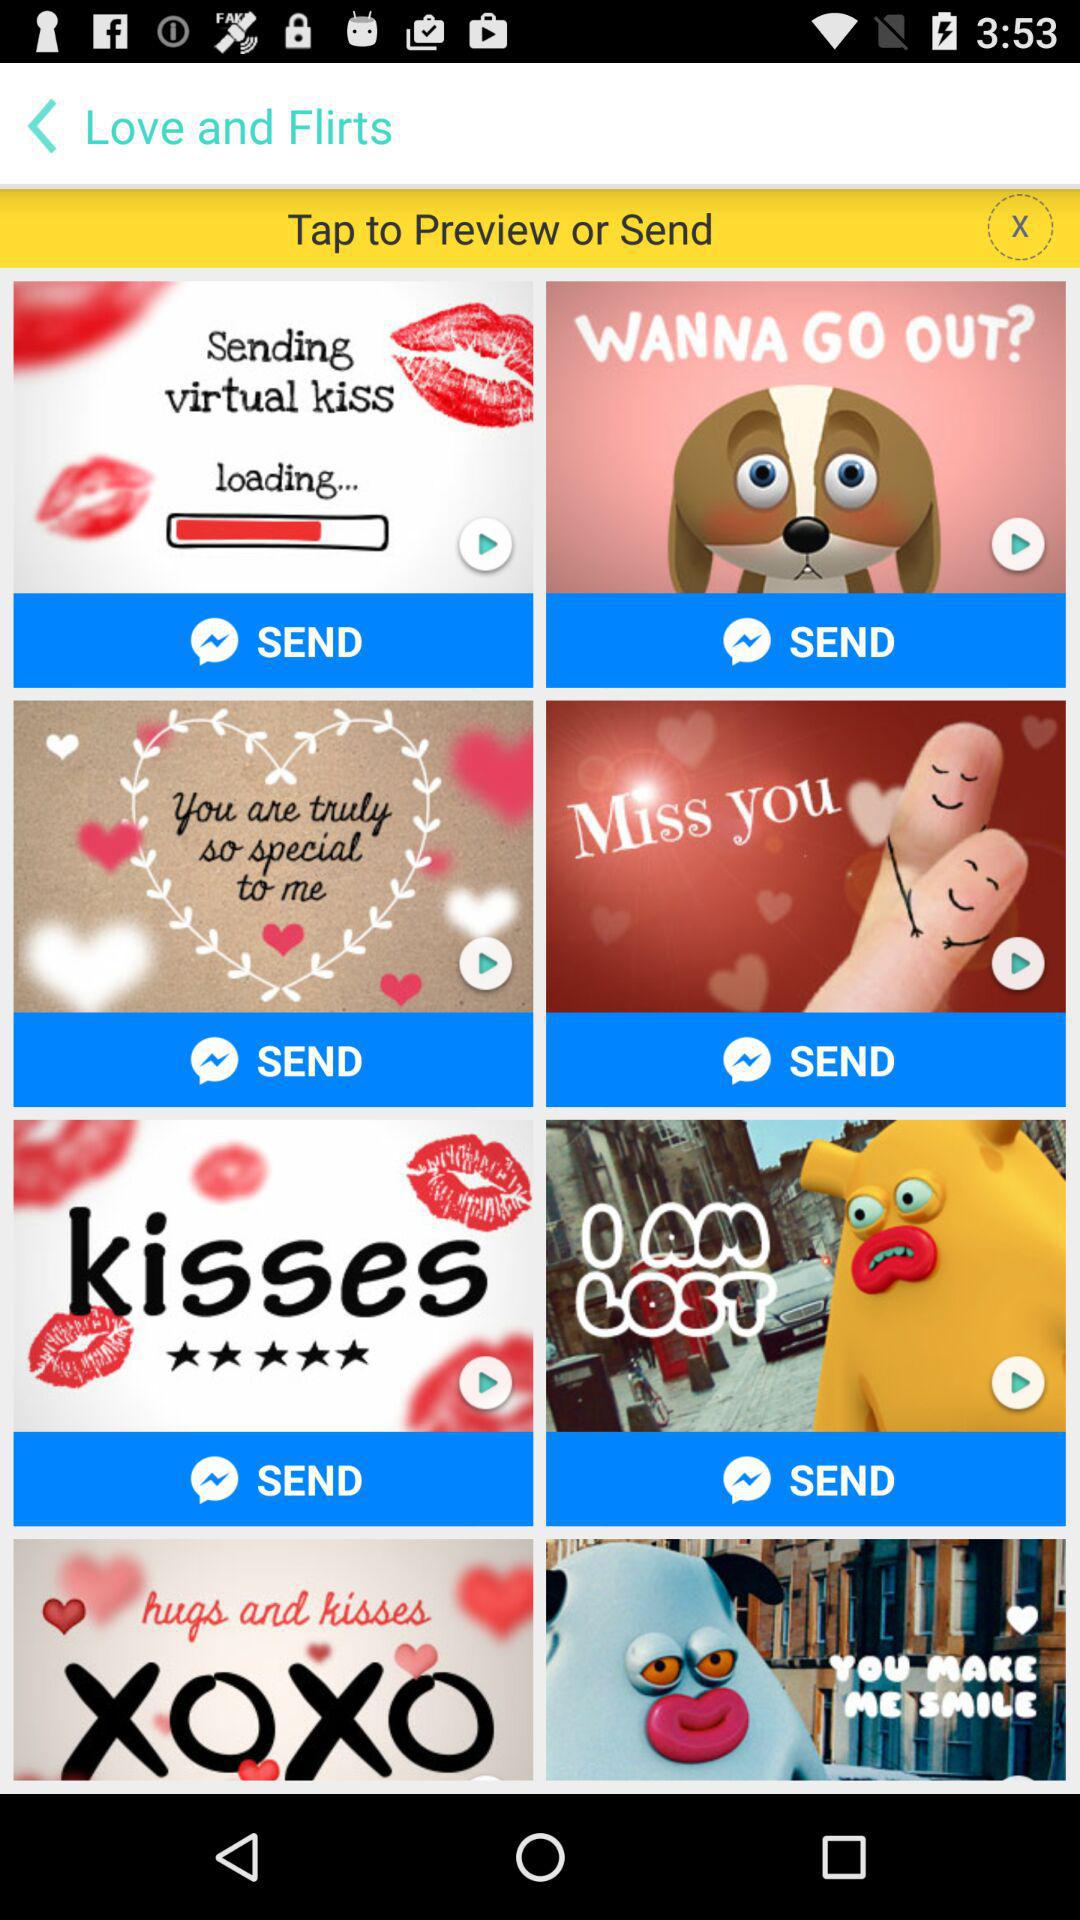 FAKE
3:53
Love and Flirts
Tap to Preview or Send
X
Sending
virtual kiss
loading...
WANNA GO OUT?
SEND
SEND
You are truly
so special
to me
Miss you
SEND
SEND
kisses
I AM
LOST
SEND
SEND
hugs and kisses
XOXO
YOU MAKE
ME SMILE